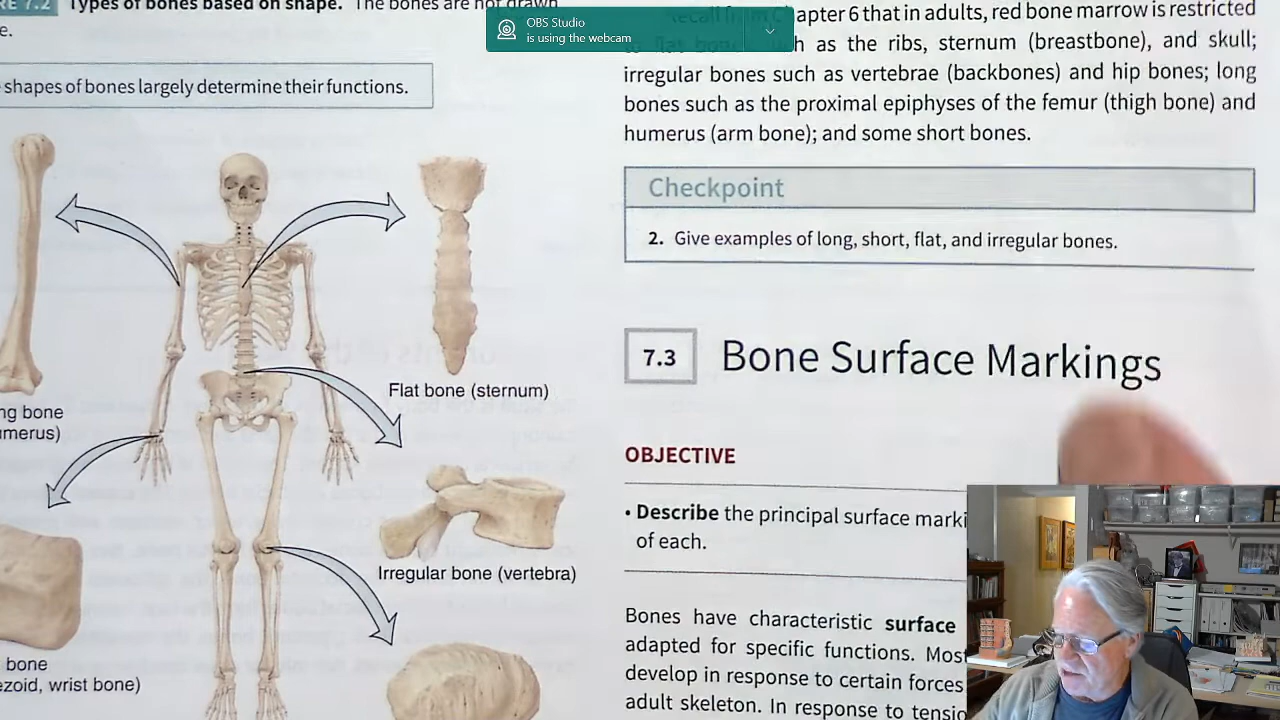 7.2 Types of bones based on shape. The bones are not drawn
e.
shapes of bones largely determine their functions.
ng bone
umerus)
Flat bone (sternum)
Irregular bone (vertebra)
bone
ezoid, wrist bone)
OBS Studio
is using the webcam
apter 6 that in adults, red bone marrow is restricted
as the ribs, sternum (breastbone), and skull;
irregular bones such as vertebrae (backbones) and hip bones; long
bones such as the proximal epiphyses of the femur (thigh bone) and
humerus (arm bone); and some short bones.
Checkpoint
2. Give examples of long, short, flat, and irregular bones.
7.3 Bone Surface Markings
OBJECTIVE
• Describe the principal surface marki
of each.
Bones have characteristic surface
adapted for specific functions. Most
develop in response to certain forces
adult skeleton. In response to tensio